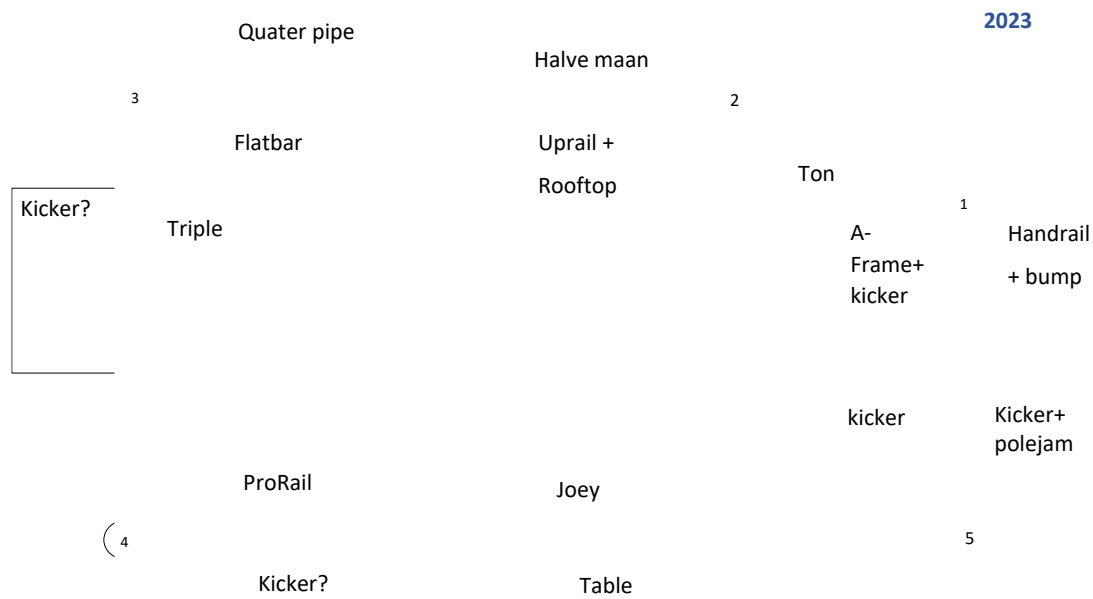 2023
Quater pipe
Halve maan
3
2
Flatbar
Uprail +
Rooftop
Ton
Kicker?
Triple
1
A-
Frame+
kicker
Handrail
+ bump
kicker
Kicker+
polejam
ProRail
Joey
4
5
Kicker?
Table